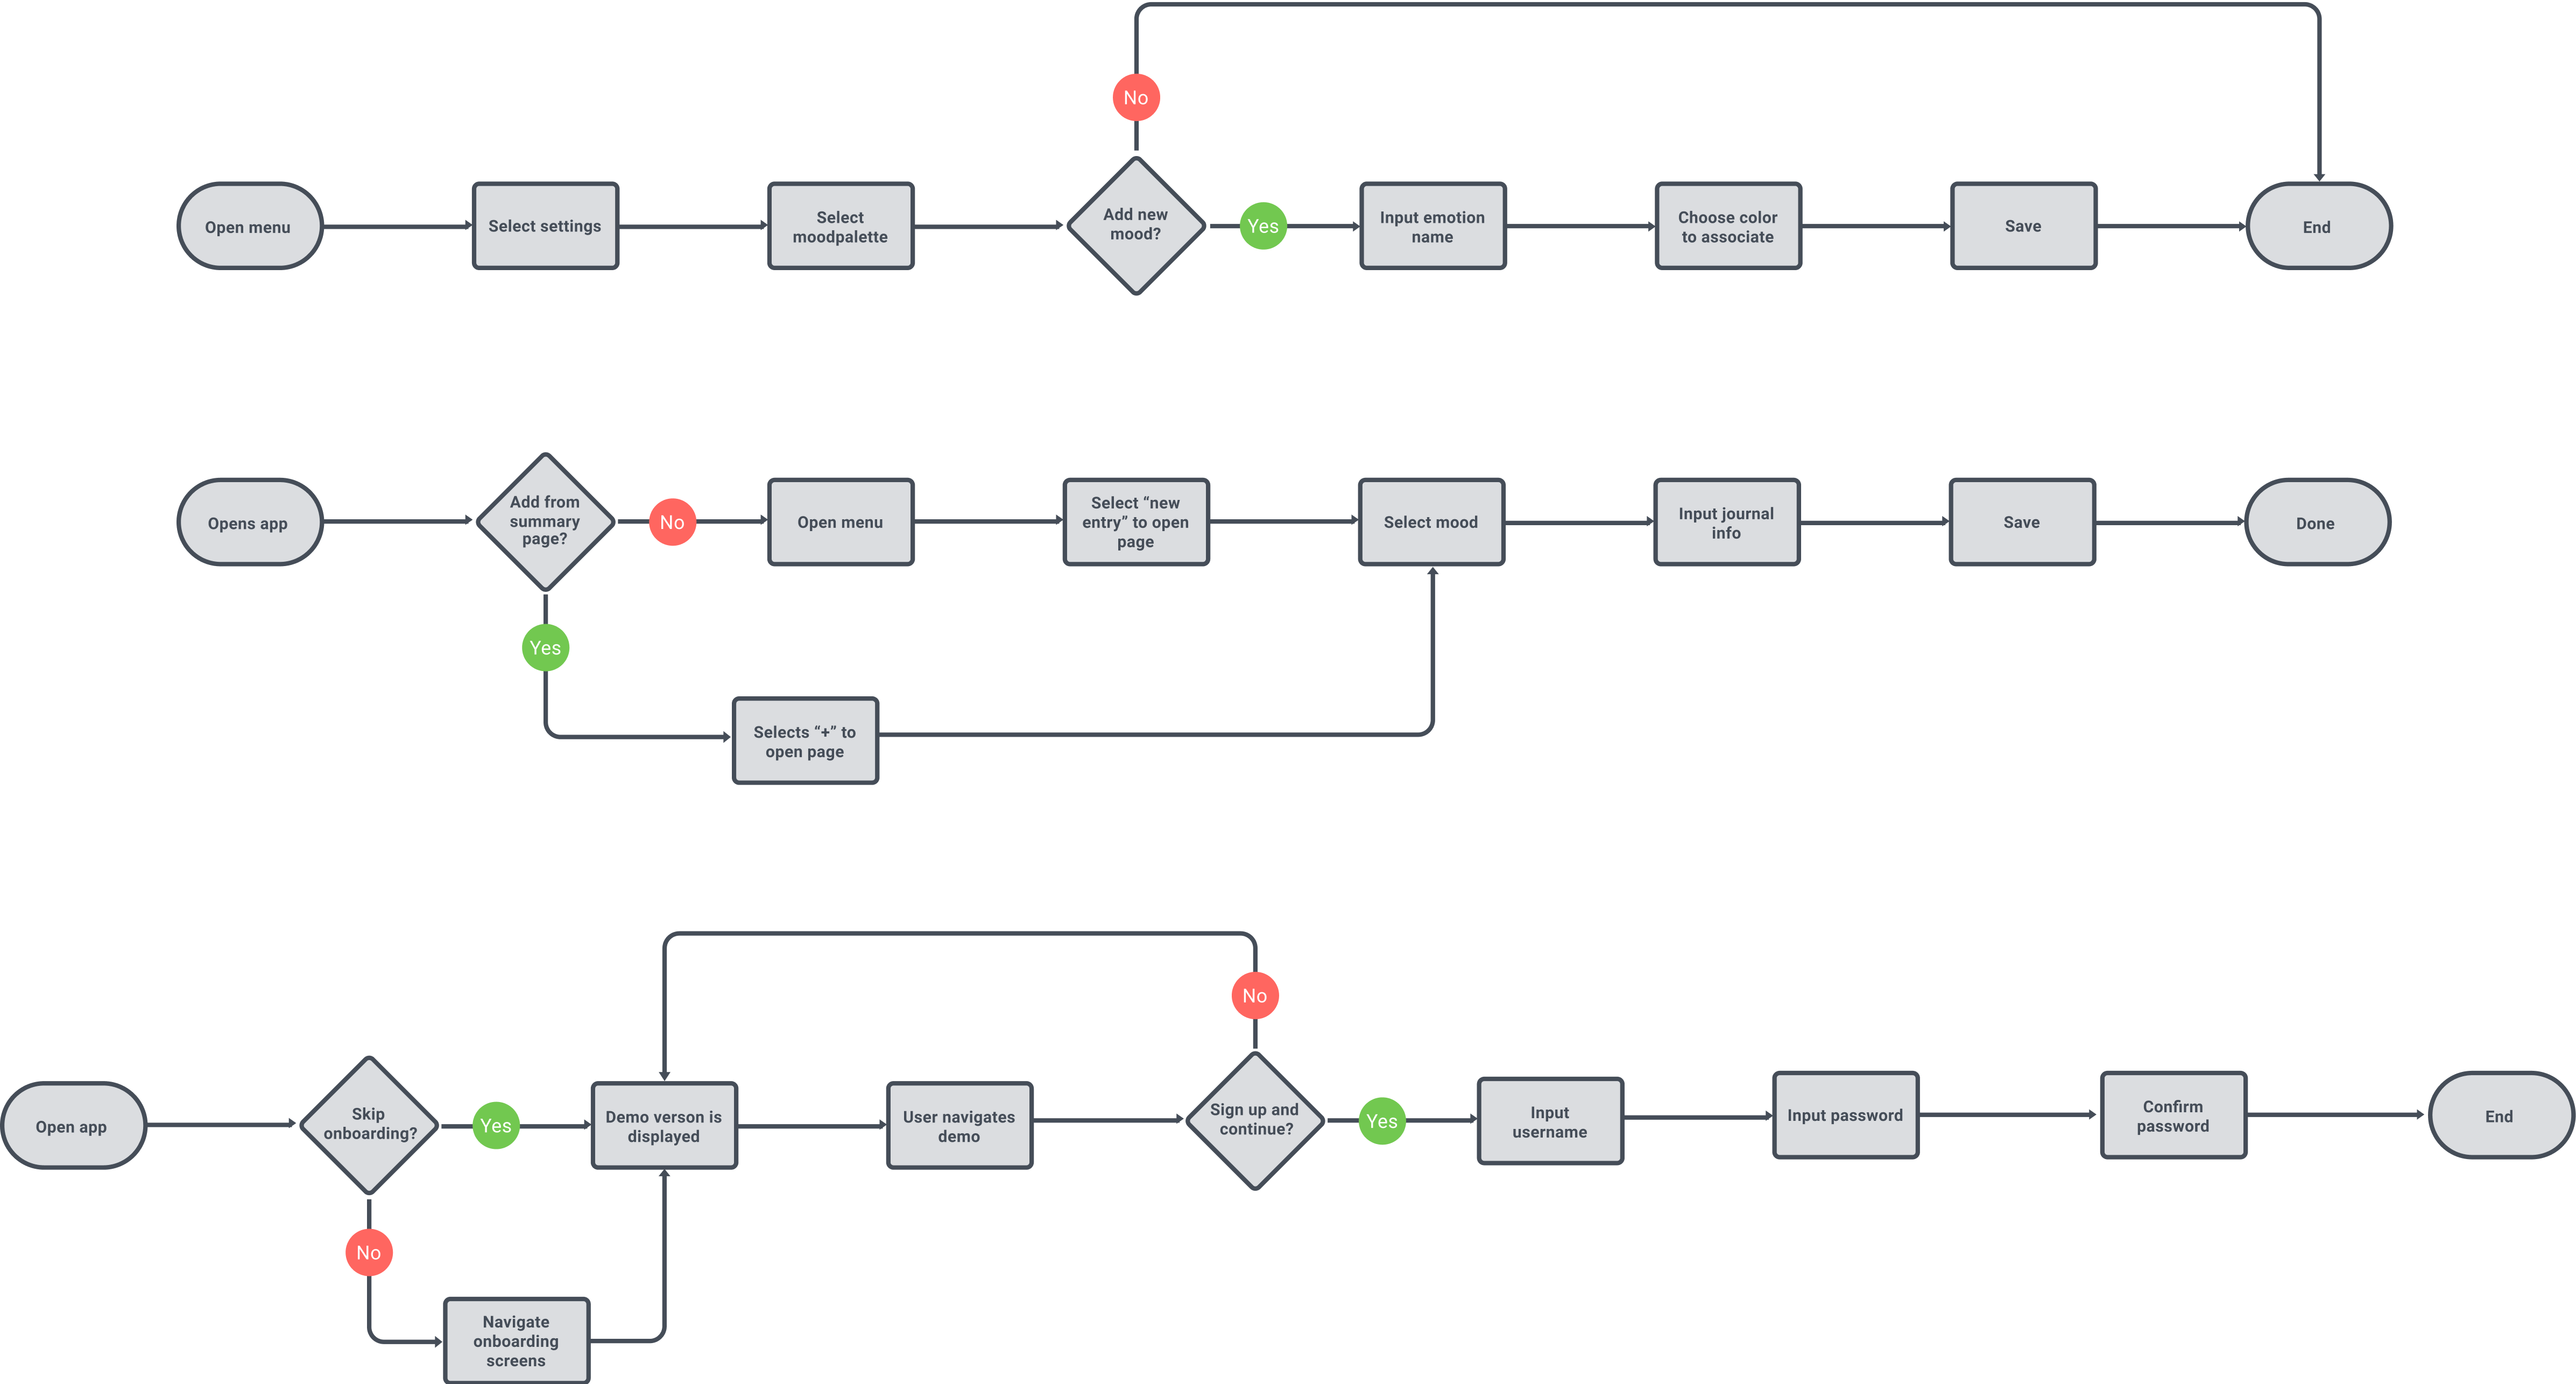 No
Open menu
Select settings
Select
moodpalette
Add new
mood?
Yes
Input emotion
name
Choose color
to associate
Save
End
Opens app
Add from
summary
page?
No
Open menu
Select “new
entry” to open
page
Select mood
Input journal
info
Save
Done
Yes
Selects “+” to
open page
No
Open app
Skip
onboarding?
Yes
Demo verson is
displayed
User navigates
demo
Sign up and
continue?
Yes
Input
username
Input password
Confirm
password
End
No
Navigate
onboarding
screens